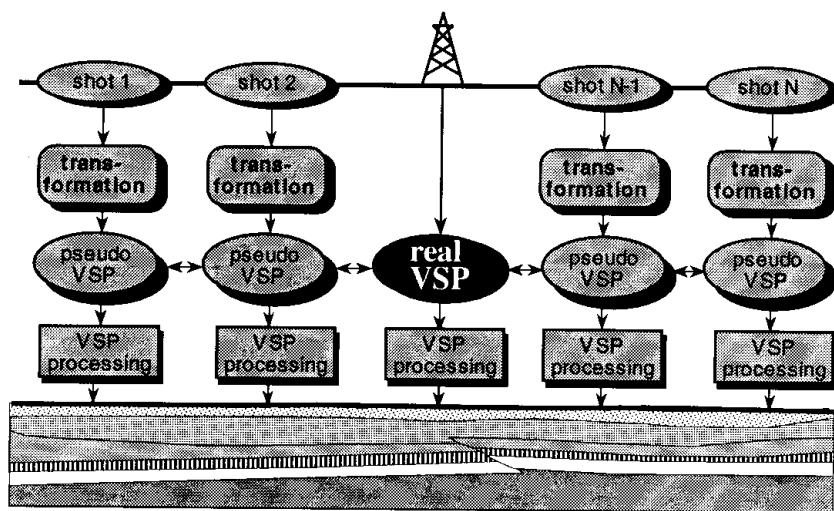 shot 1
shot 2
shot N-1
shot N
trans-
formation
trans-
formation
trans-
formation
trans-
formation
pseudo
VSP
pseudo
VSP
real
VSP
pseudo
VSP
pseudo
VSP
VSP
processing
VSP
processing
VSP
processing
VSP
processing
VSP
processing